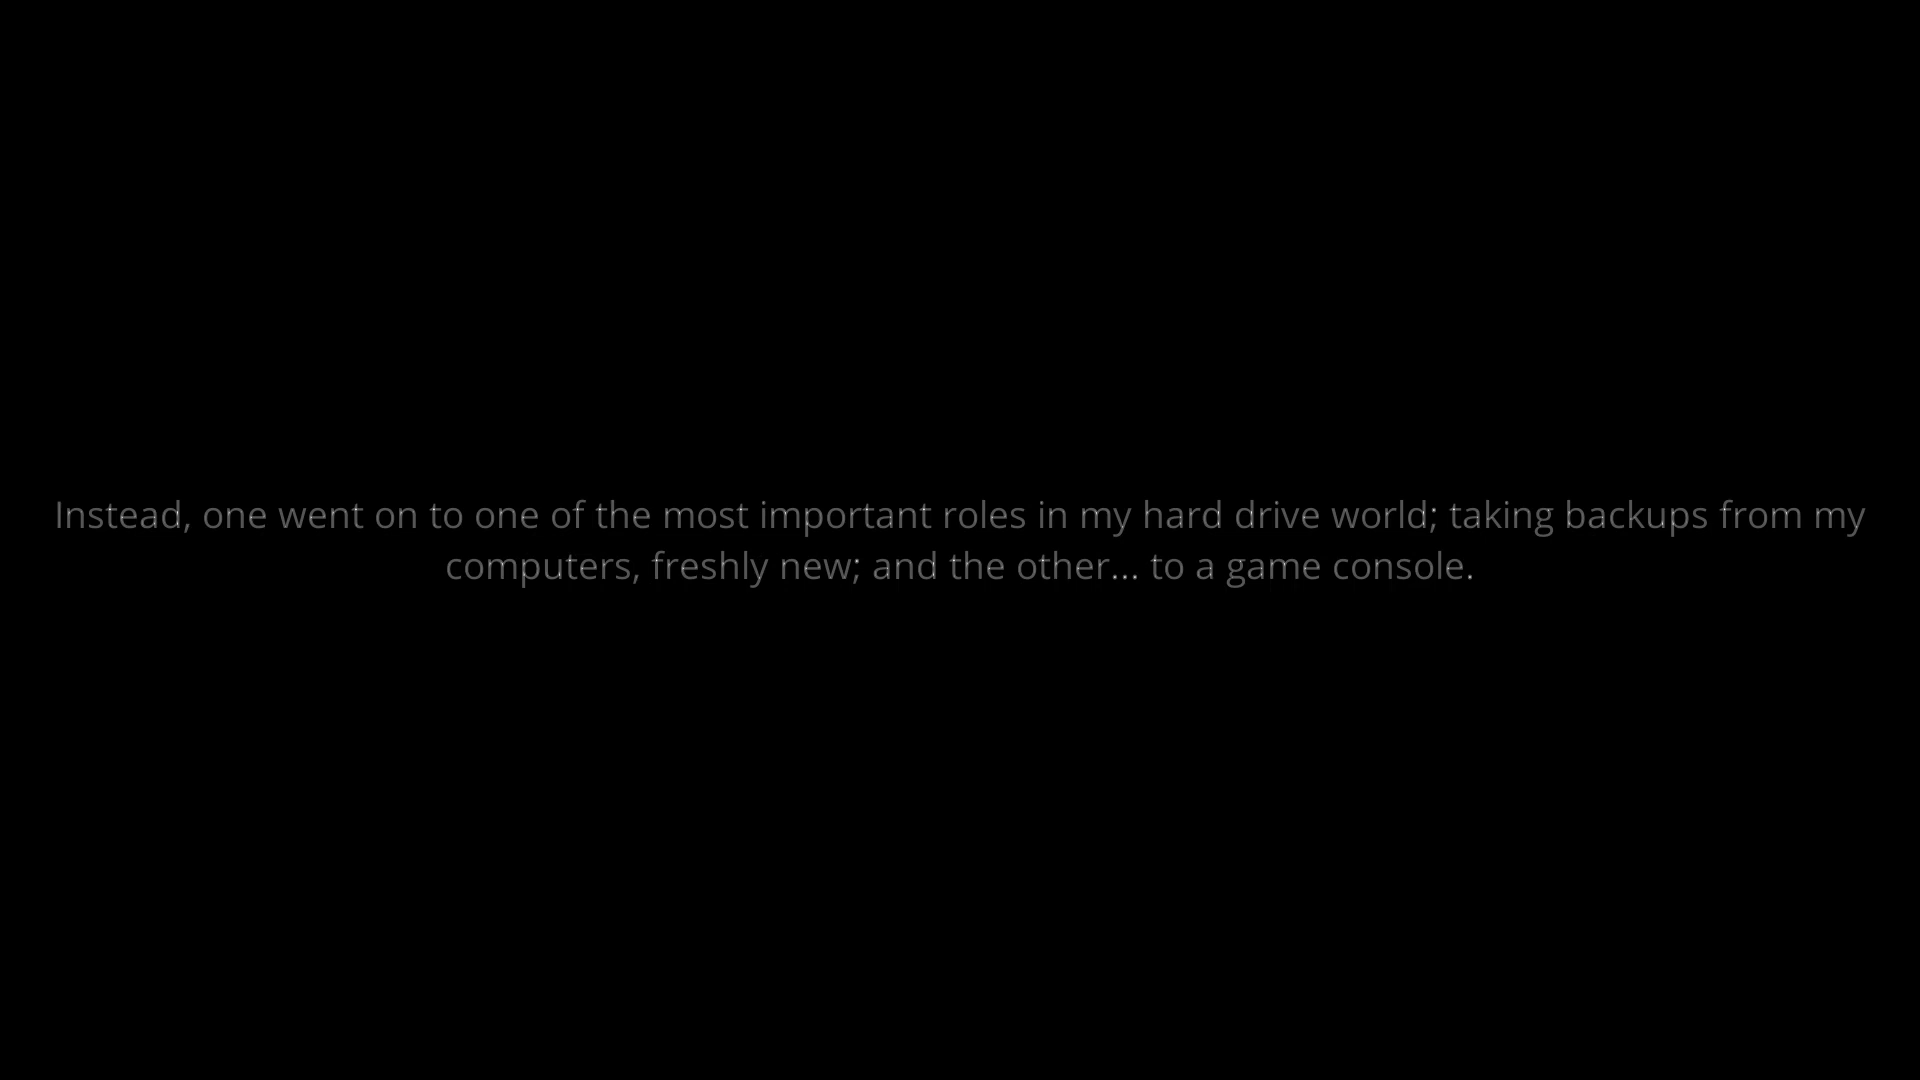 Instead, one went on to one of the most important roles in my hard drive world; taking backups from my
computers, freshly new; and the other... to a game console.